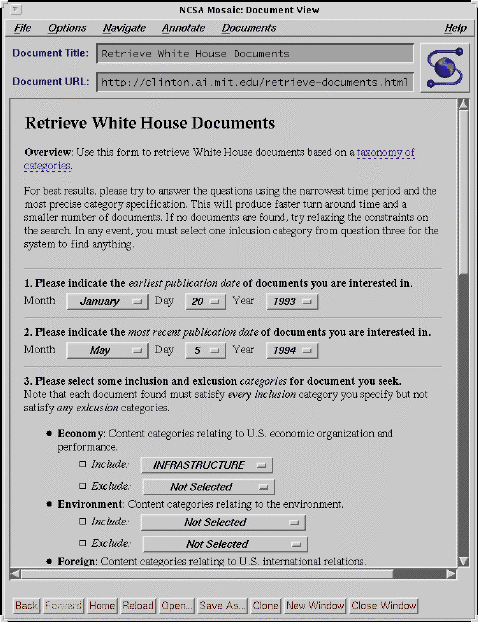 NCSA Mosaic: Document View
File Options Navigate Annotate Documents Help
Document Title: Retrieve White House Documents
Document URL: http://clinton.ai.mit.edu/retrieve-documents.html
Retrieve White House Documents
Overview: Use this form to retrieve White House documents based on a taxonomy of
categories.
For best results, please try to answer the questions using the narrowest time period and the
most precise category specification. This will produce faster turn around time and a
smaller number of documents. If no documents are found, try relaxing the constraints on
the search. In any event, you must select one inlcusion category from question three for the
system to find anything.
1. Please indicate the earliest publication date of documents you are interested in.
Month January Day 20 Year 1993
2. Please indicate the most recent publication date of documents you are interested in.
Month May Day 5 Year 1994
3. Please select some inclusion and exlcusion categories for document you seek.
Note that each document found must satisfy every inclusion category you specify but not
satisfy any exlcusion categories.
Economy: Content categories relating to U.S. economic organization and
performance.
Include: INFRASTRUCTURE
Exclude: Not Selected
Environment: Content categories relating to the environment.
Include: Not Selected
Exclude: Not Selected
Foreign: Content categories relating to U.S. international relations.
Back Forward Home Reload Open... Save As... Clone New Window Close Window